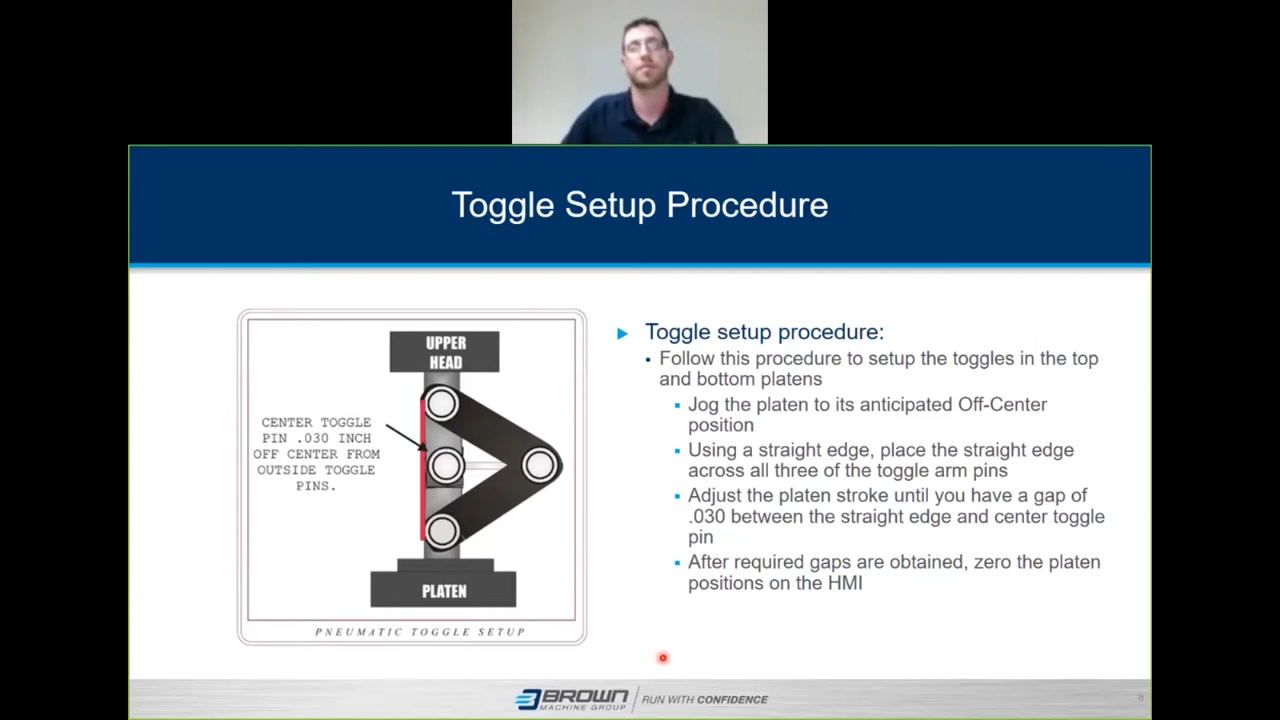 Toggle Setup Procedure
UPPER
HEAD
CENTER TOGGLE
PIN .030 INCH
OFF CENTER FROM
OUTSIDE TOGGLE
PINS.
PLATEN
PNEUMATIC TOGGLE SETUP
Toggle setup procedure:
Follow this procedure to setup the toggles in the top
and bottom platens
Jog the platen to its anticipated Off-Center
position
Using a straight edge, place the straight edge
across all three of the toggle arm pins
Adjust the platen stroke until you have a gap of
.030 between the straight edge and center toggle
pin
After required gaps are obtained, zero the platen
positions on the HMI
BROWN
MACHINE GROUP
RUN WITH CONFIDENCE
8